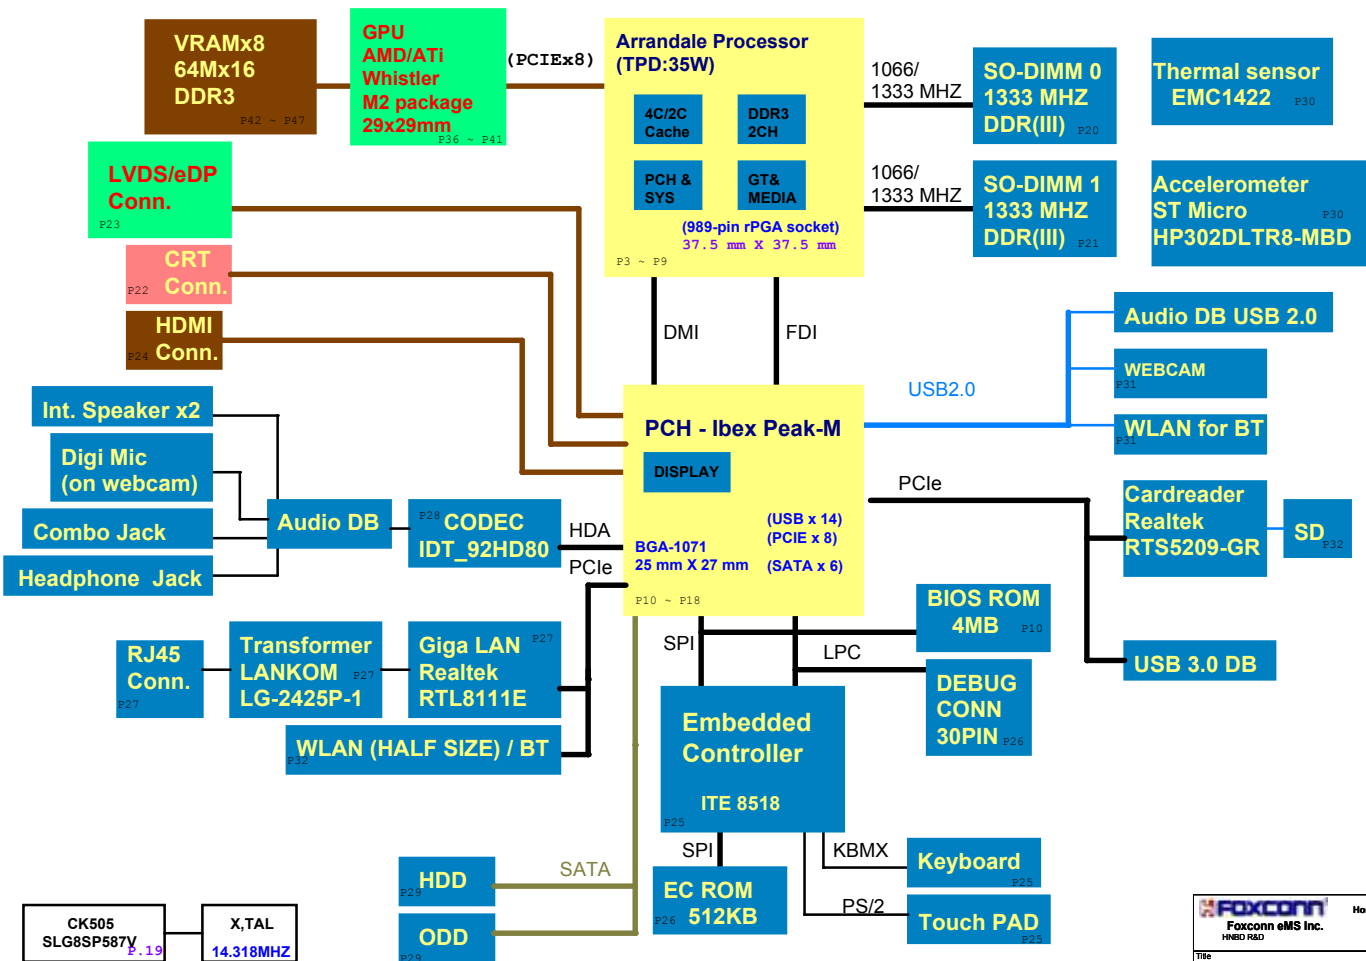 VRAMx8
64Mx16
DDR3
P42 ~ P47
GPU
AMD/ATi
Whistler
M2 package
29x29mm
P36 ~ P41
(PCIEx8)
Arrandale Processor
(TPD:35W)
4C/2C
Cache
DDR3
2CH
PCH &
SYS
GT&
MEDIA
(989-pin rPGA socket)
37.5 mm X 37.5 mm
P3 ~ P9
1066/
1333 MHZ
SO-DIMM 0
1333 MHZ
DDR(III)
P20
Thermal sensor
EMC1422
P30
1066/
1333 MHZ
SO-DIMM 1
1333 MHZ
DDR(III)
P21
Accelerometer
ST Micro
P30
HP302DLTR8-MBD
LVDS/eDP
Conn.
P23
CRT
Conn.
P22
HDMI
Conn.
P24
DMI
FDI
USB2.0
Audio DB USB 2.0
WEBCAM
P31
WLAN for BT
P31
Int. Speaker x2
Digi Mic
(on webcam)
Combo Jack
Headphone Jack
Audio DB
P28
CODEC
IDT_92HD80
HDA
PCIe
PCH - Ibex Peak-M
DISPLAY
(USB x 14)
(PCIE x 8)
(SATA x 6)
BGA-1071
25 mm X 27 mm
P10 ~ P18
PCIe
Cardreader
Realtek
RTS5209-GR
SD
P32
USB 3.0 DB
RJ45
Conn.
P27
Transformer
LANKOM
P27
LG-2425P-1
Giga LAN
P27
Realtek
RTL8111E
WLAN (HALF SIZE) / BT
P32
SPI
LPC
BIOS ROM
4MB
P10
DEBUG
CONN
30PIN
P26
Embedded
Controller
ITE 8518
P25
SPI
KBMX
PS/2
EC ROM
512KB
P26
Keyboard
P25
Touch PAD
P25
SATA
HDD
P29
ODD
P29
CK505
SLG8SP587V
P.19
X,TAL
14.318MHZ
FOXCONN
Foxconn eMS Inc.
HNBD R&D
Title